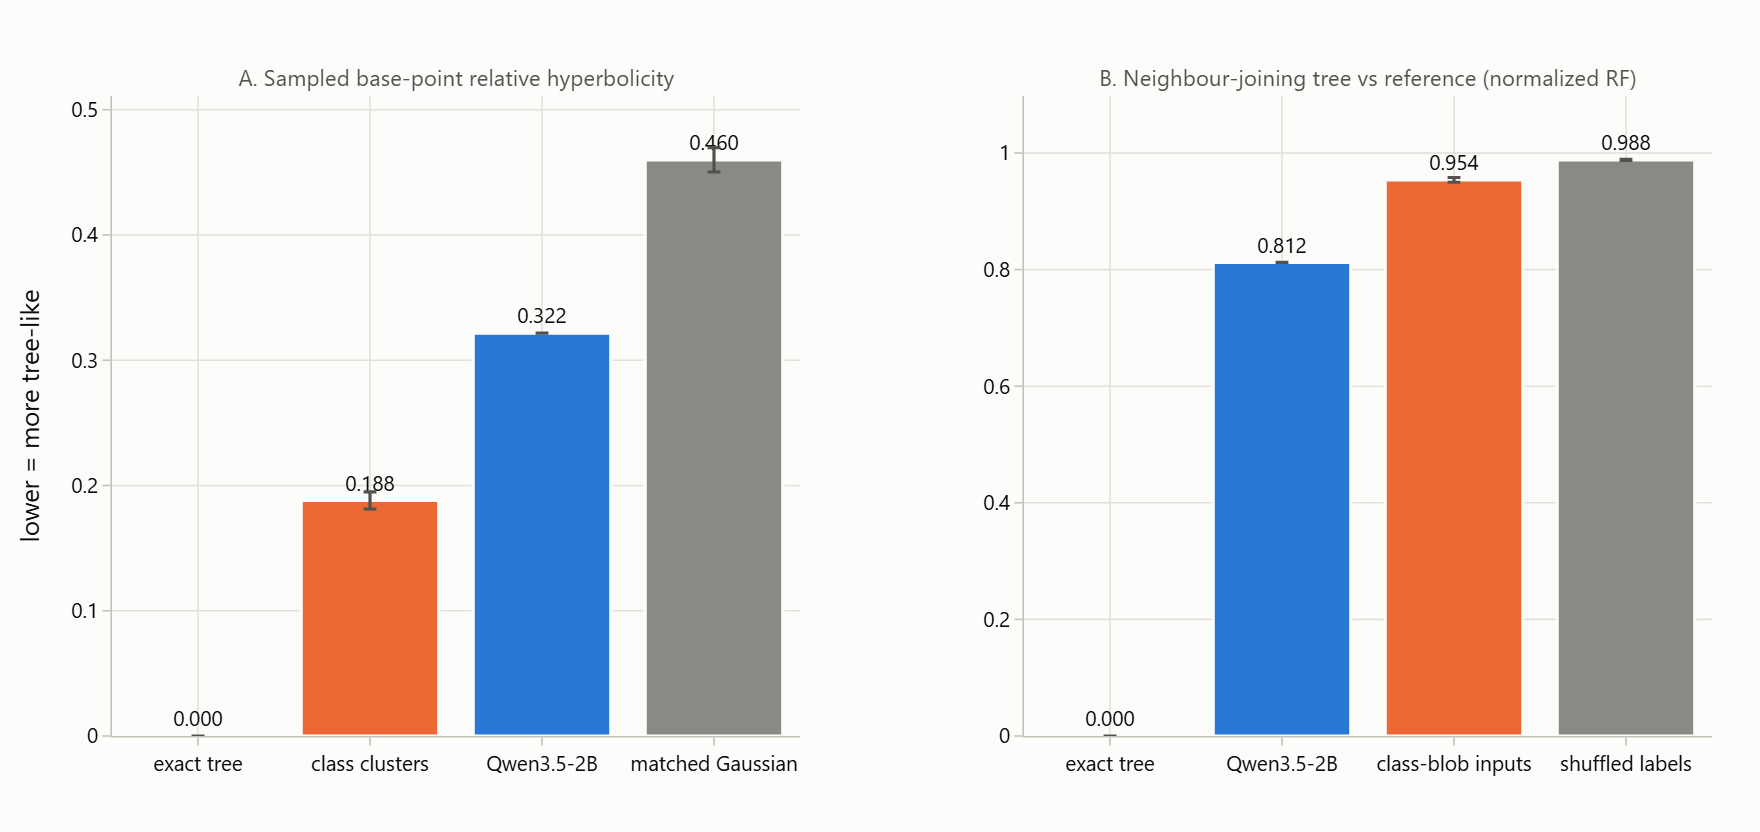 A. Sampled base-point relative hyperbolicity
lower = more tree-like
0.5
0.4
0.3
0.2
0.1
0
0.000
0.188
0.322
0.460
exact tree
class clusters
Qwen3.5-2B
matched Gaussian
B. Neighbour-joining tree vs reference (normalized RF)
1
0.8
0.6
0.4
0.2
0
0.000
0.812
0.954
0.988
exact tree
Qwen3.5-2B
class-blob inputs
shuffled labels